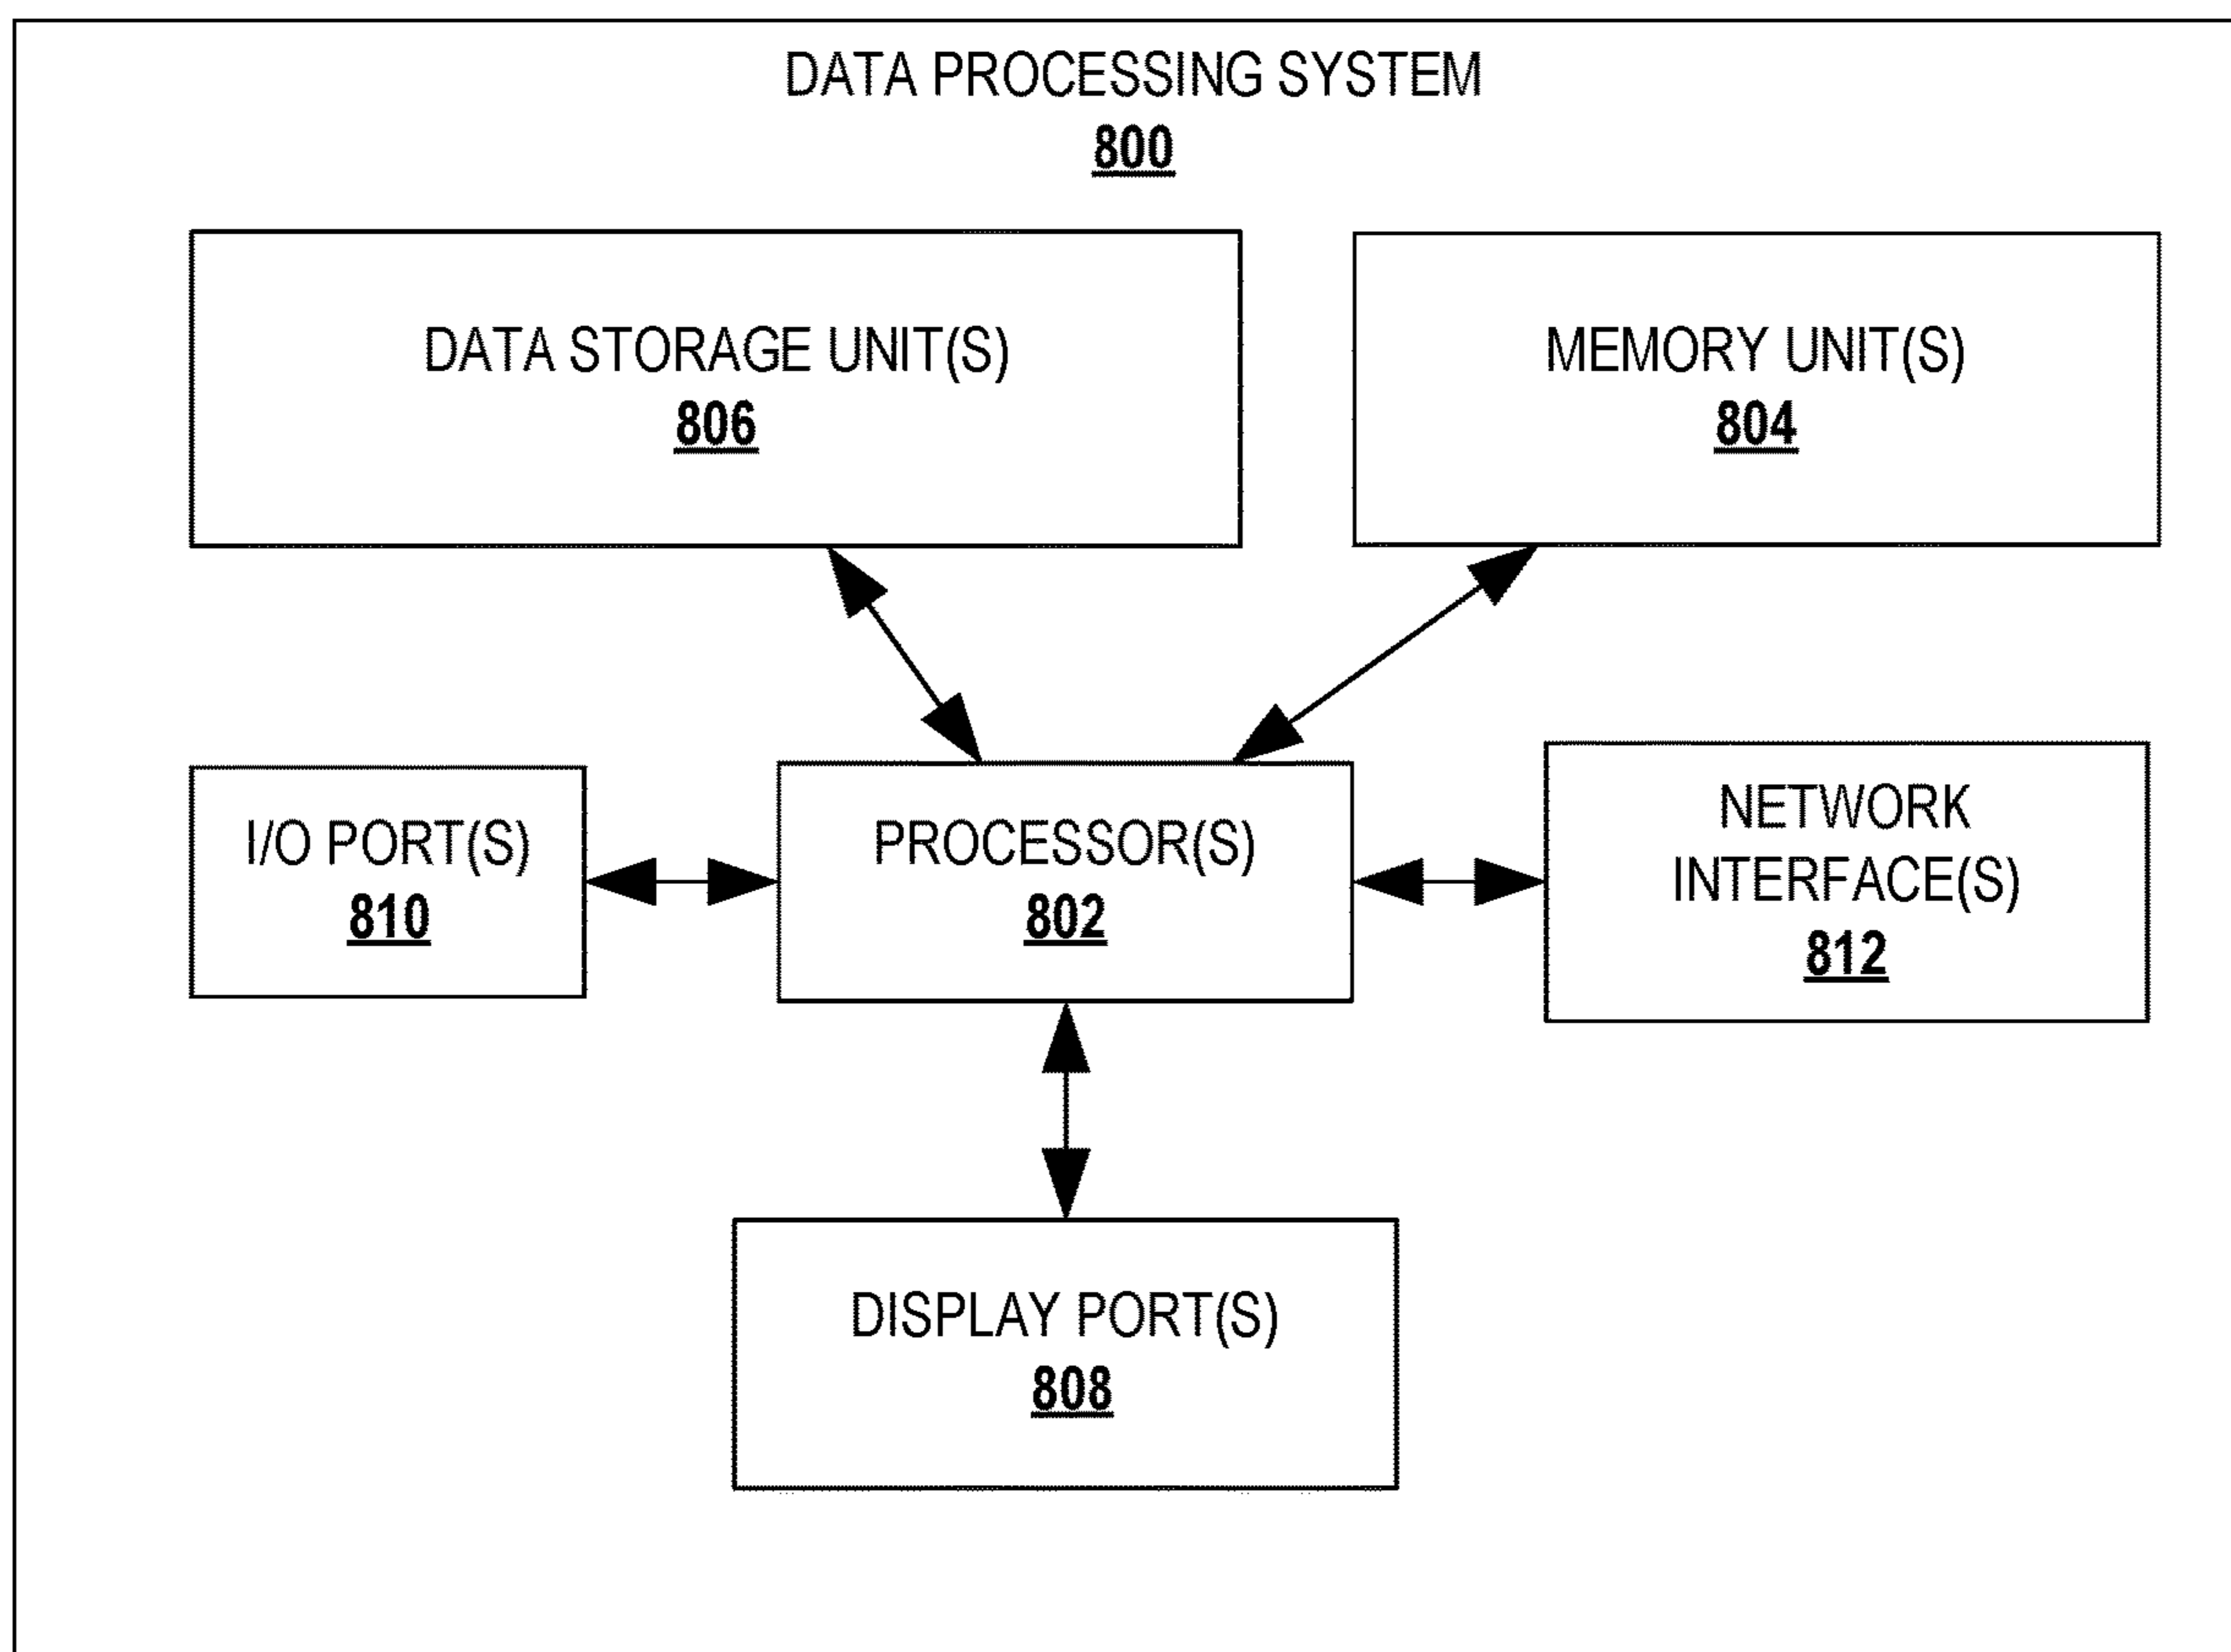 DATA PROCESSING SYSTEM
800
DATA STORAGE UNIT(S)
806
MEMORY UNIT(S)
804
I/O PORT(S)
810
PROCESSOR(S)
802
NETWORK
INTERFACE(S)
812
DISPLAY PORT(S)
808